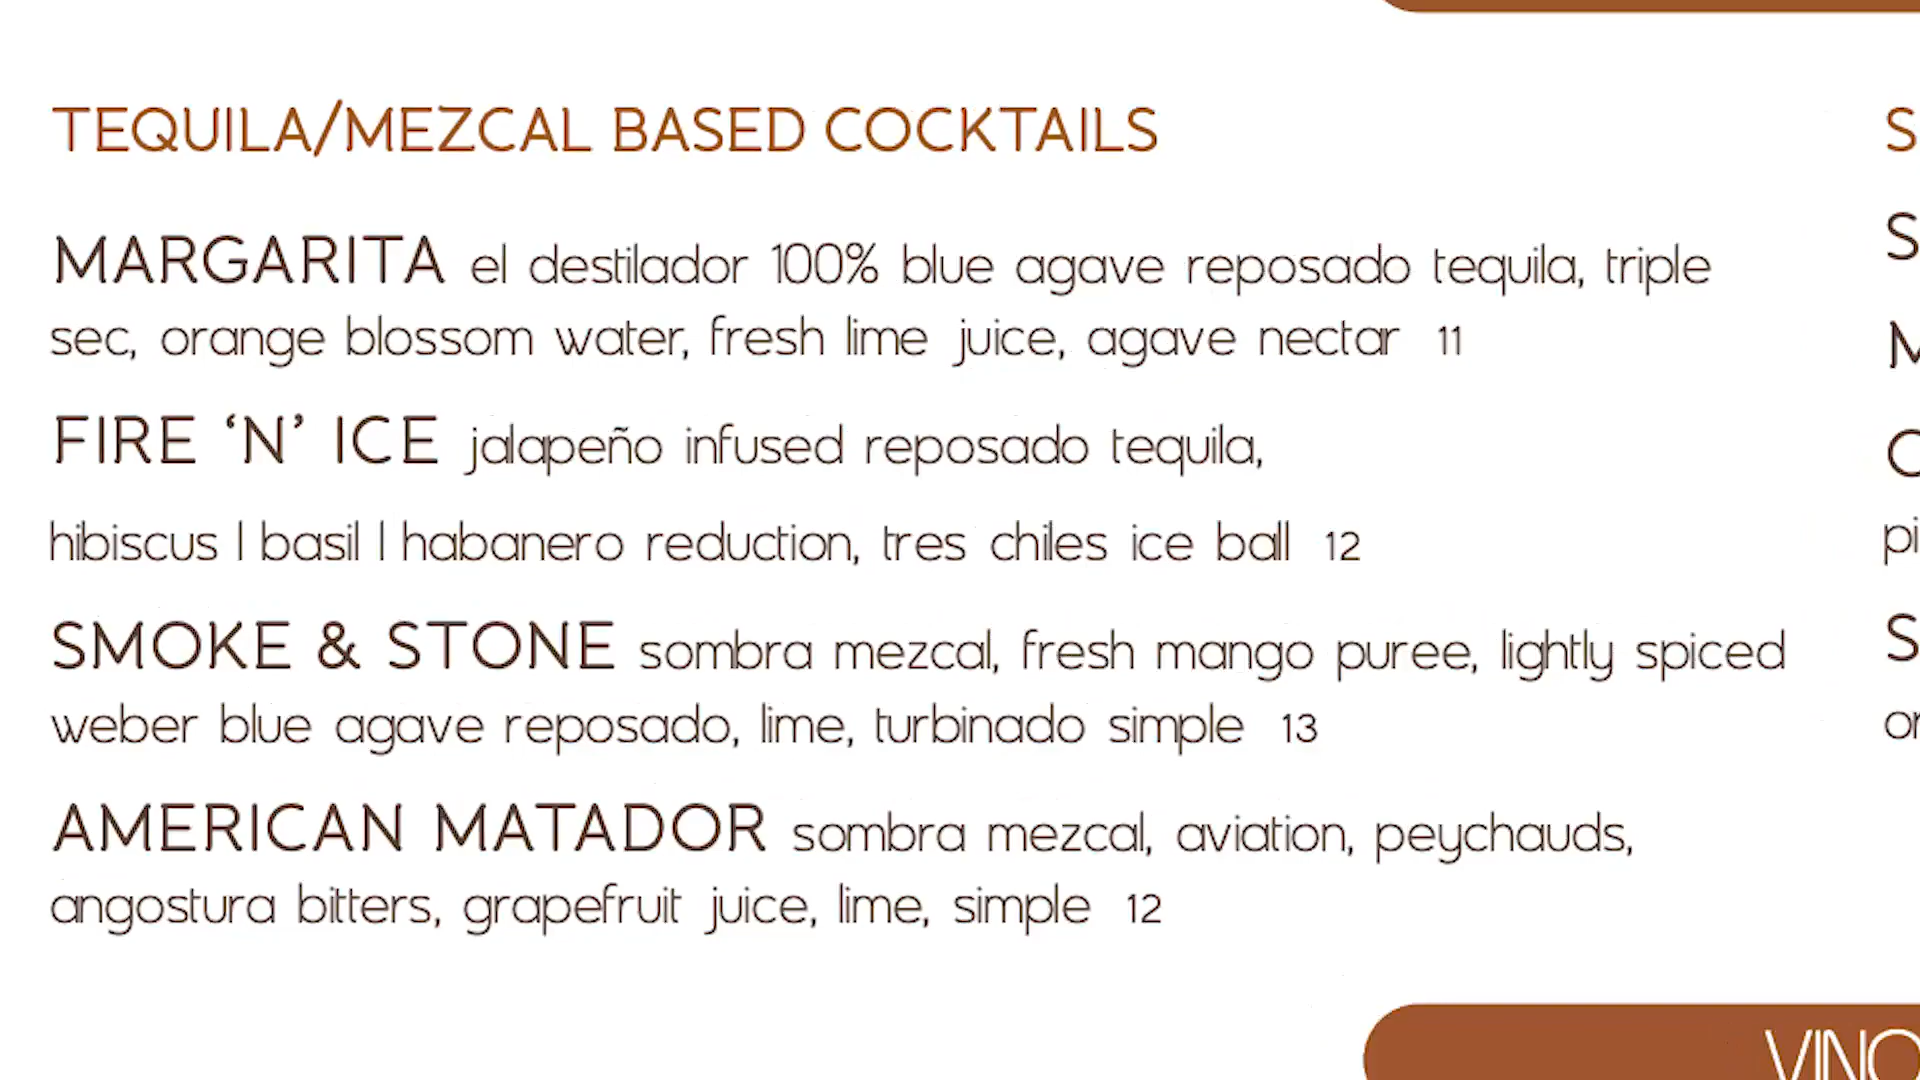 TEQUILA/MEZCAL BASED COCKTAILS
MARGARITA el destilador 100% blue agave reposado tequila, triple
sec, orange blossom water, fresh lime juice, agave nectar 11
FIRE ‘N’ ICE jalapeño infused reposado tequila,
hibiscus | basil | habanero reduction, tres chiles ice ball 12
SMOKE & STONE sombra mezcal, fresh mango puree, lightly spiced
weber blue agave reposado, lime, turbinado simple 13
AMERICAN MATADOR sombra mezcal, aviation, peychauds,
angostura bitters, grapefruit juice, lime, simple 12